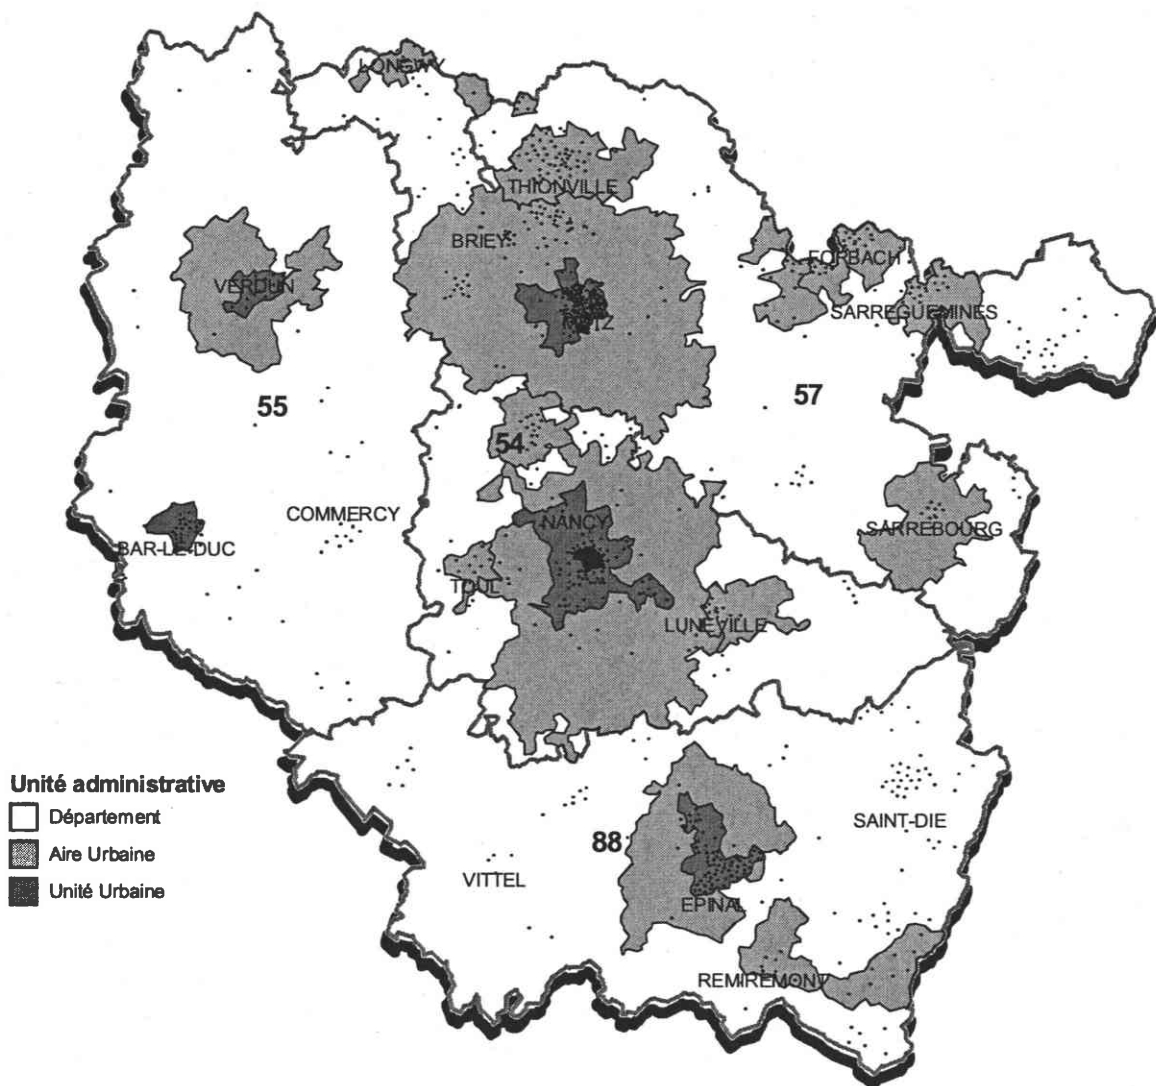 LONGWY
THIONVILLE
BRIEY
FORBACH
VERDUN
SARREGUEMINES
METZ
55
57
54
COMMERCY
NANCY
SARREBOURG
BAR-LE-DUC
TOUL
LUNEVILLE
Unité administrative
Département
Aire Urbaine
Unité Urbaine
88
SAINT-DIE
VITTEL
EPINAL
REMIREMONT